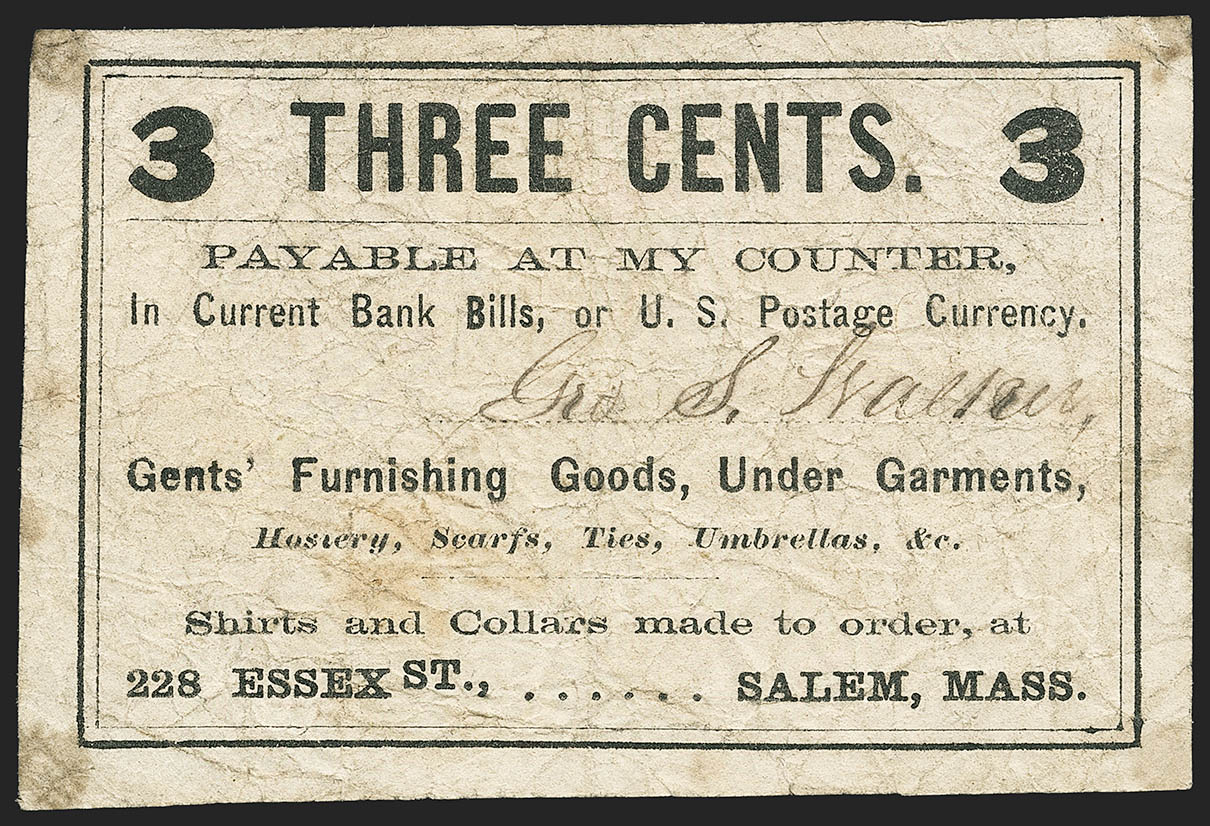 3 THREE CENTS. 3
PAYABLE AT MY COUNTER,
In Current Bank Bills, or U. S. Postage Currency.
Geo S. Walker,
Gents' Furnishing Goods, Under Garments,
Hosiery, Scarfs, Ties, Umbrellas, &c.
Shirts and Collars made to order, at
228 ESSEX ST., . . . . . . SALEM, MASS.